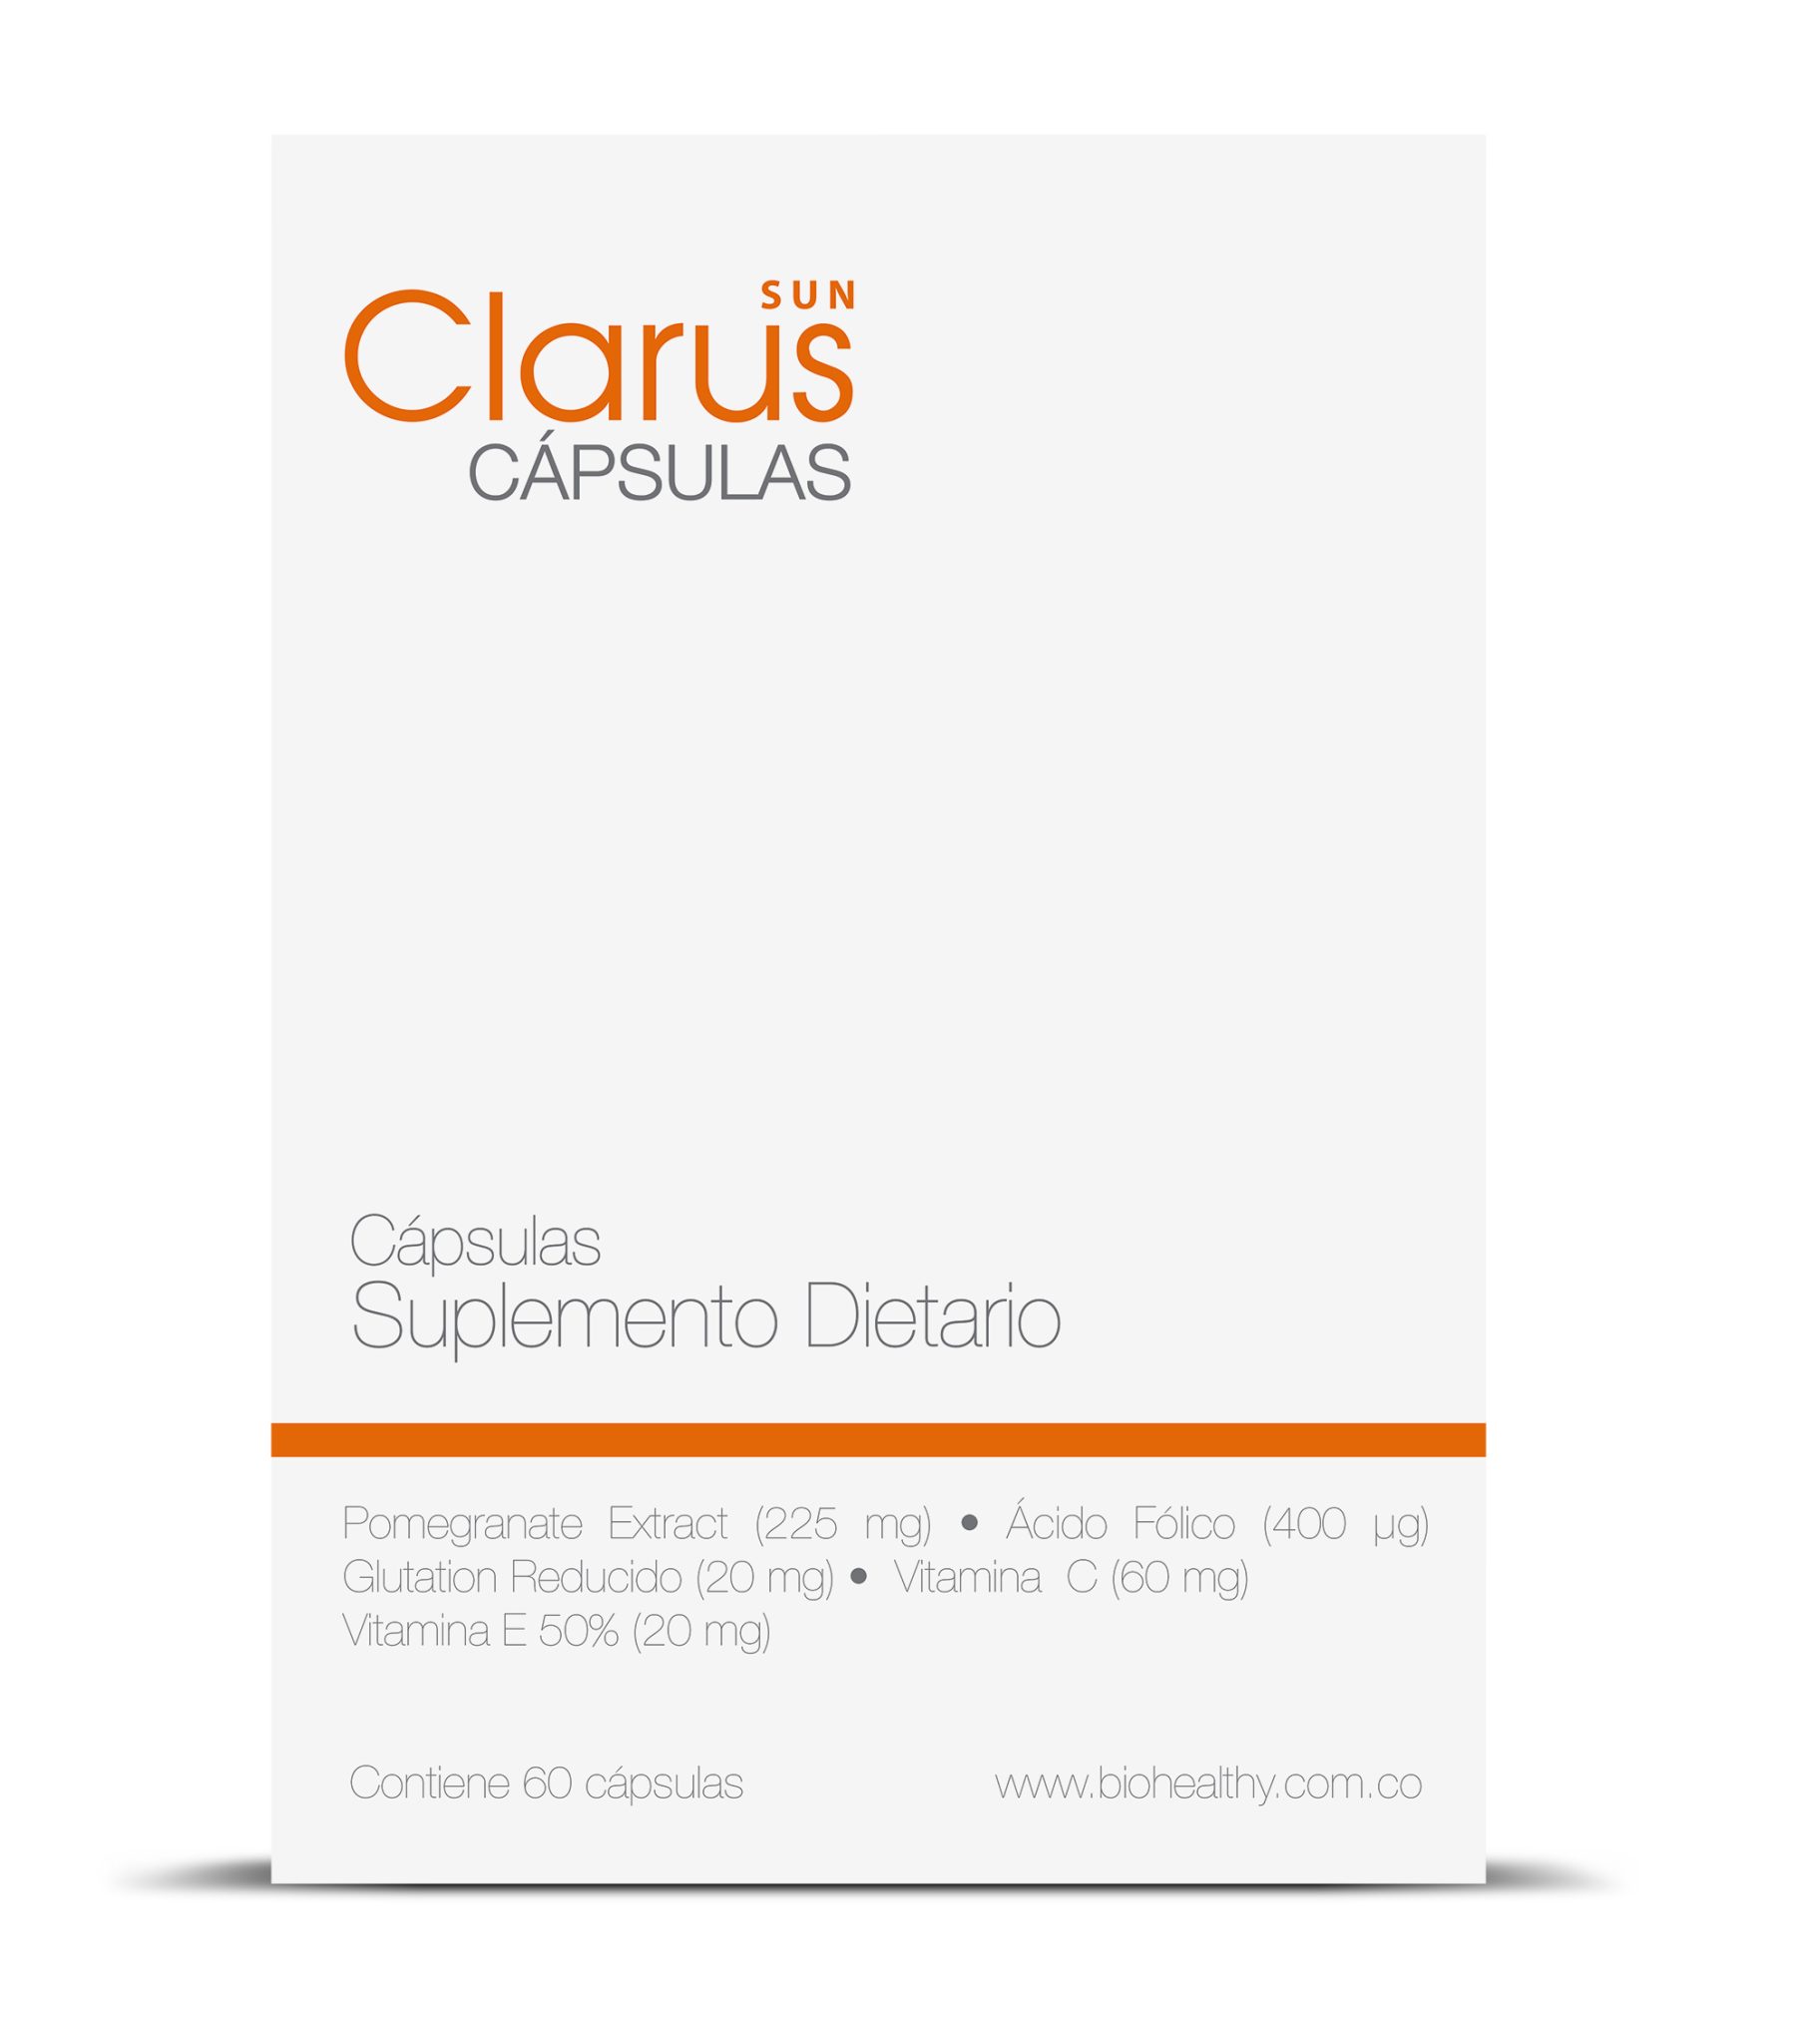 SUN
Clarus
CÁPSULAS
Cápsulas
Suplemento Dietario
Pomegranate Extract (225 mg) • Ácido Fólico (400 µg)
Glutation Reducido (20 mg) • Vitamina C (60 mg)
Vitamina E 50% (20 mg)
Contiene 60 cápsulas
www.biohealthy.com.co